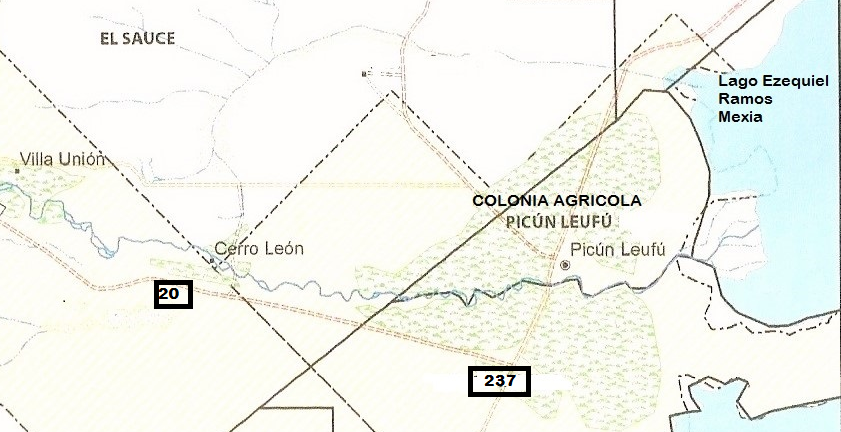 EL SAUCE
Lago Ezequiel
Ramos
Mexia
Villa Unión
COLONIA AGRICOLA
PICÚN LEUFÚ
Cerro León
Picún Leufú
20
237